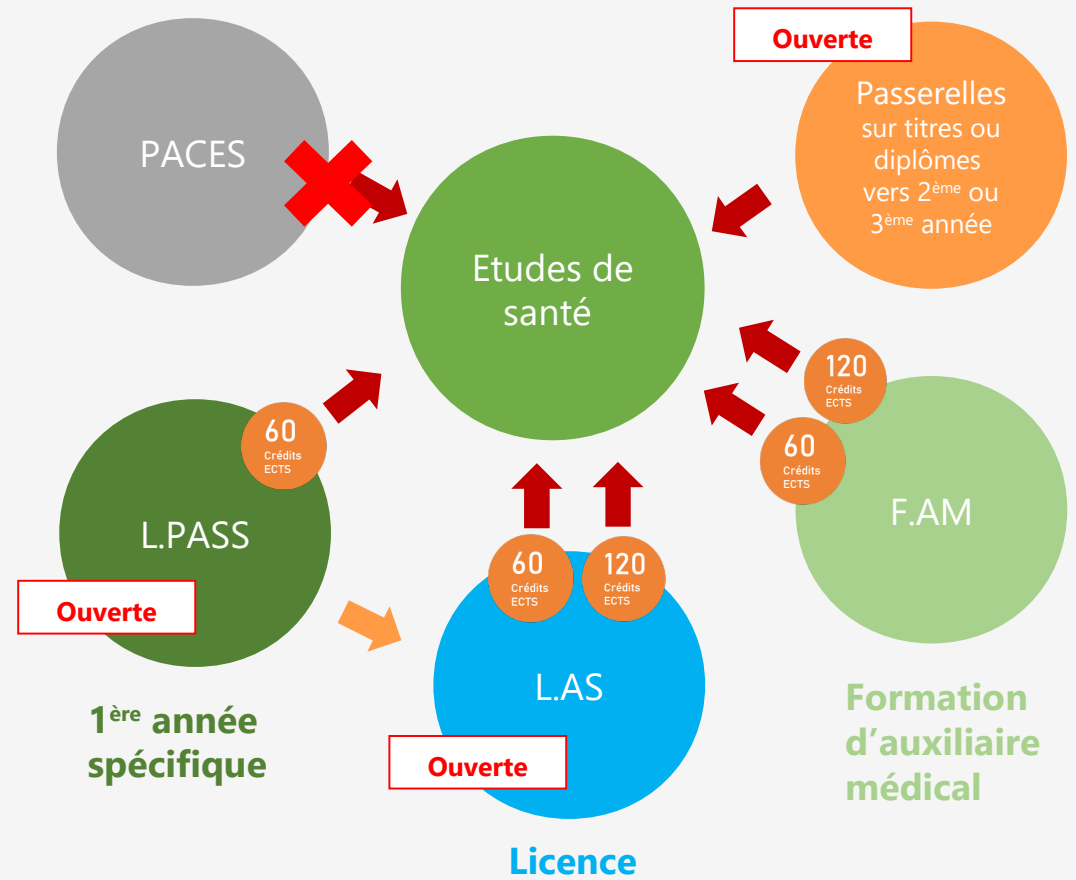 PACES
Ouverte
Passerelles
sur titres ou
diplômes
vers 2ème ou
3ème année
Etudes de
santé
60
Crédits
ECTS
L.PASS
Ouverte
1ère année
spécifique
60
Crédits
ECTS
120
Crédits
ECTS
L.AS
Ouverte
Licence
120
Crédits
ECTS
60
Crédits
ECTS
F.AM
Formation
d’auxiliaire
médical